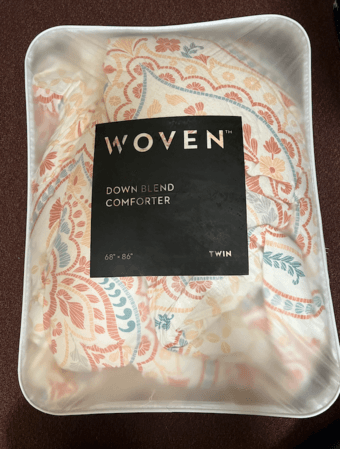 WOVEN™
DOWN BLEND
COMFORTER
68" × 86"
TWIN